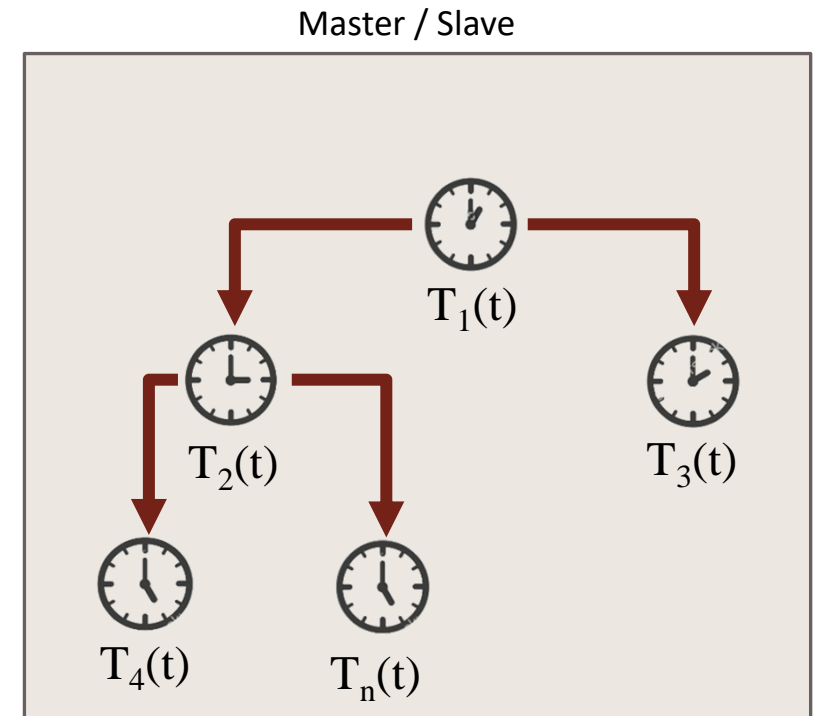 Master / Slave
T₁(t)
T₂(t)
T₃(t)
T₄(t)
Tₙ(t)